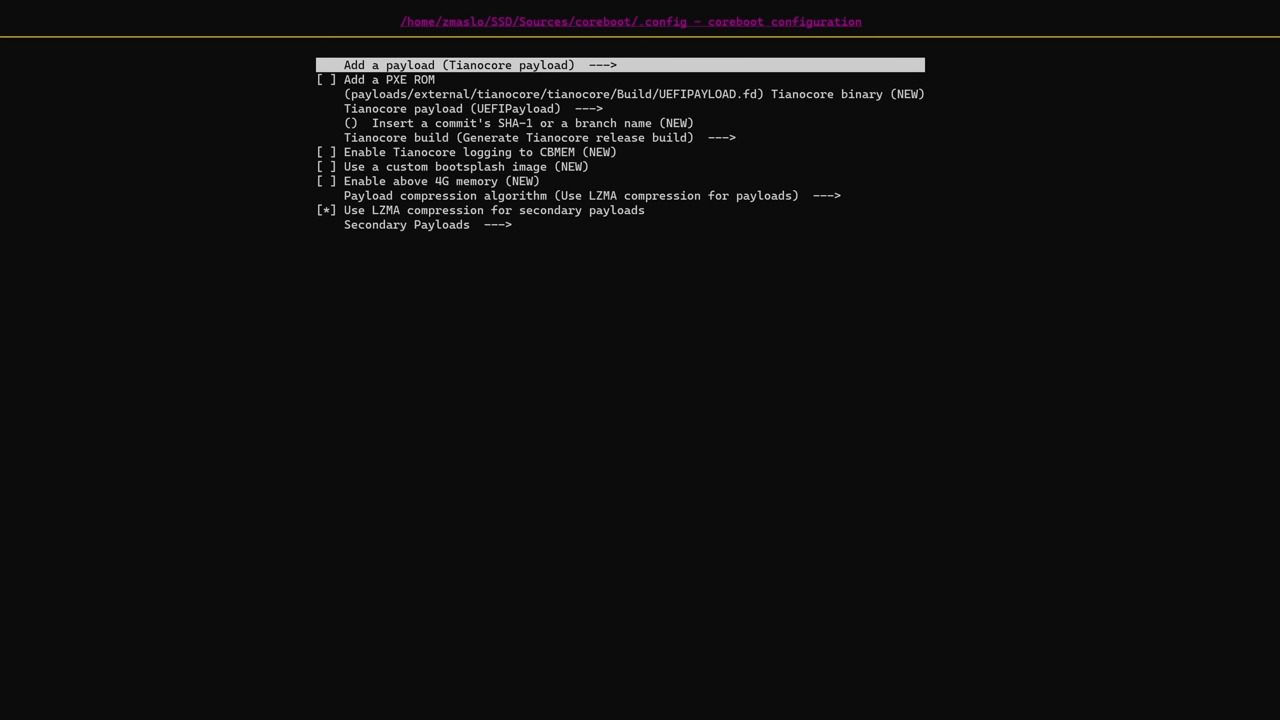 /home/zmaslo/SSD/Sources/coreboot/.config - coreboot configuration
Add a payload (Tianocore payload)  --->
[ ] Add a PXE ROM
(payloads/external/tianocore/tianocore/Build/UEFIPAYLOAD.fd) Tianocore binary (NEW)
Tianocore payload (UEFIPayload)  --->
()  Insert a commit's SHA-1 or a branch name (NEW)
Tianocore build (Generate Tianocore release build)  --->
[ ] Enable Tianocore logging to CBMEM (NEW)
[ ] Use a custom bootsplash image (NEW)
[ ] Enable above 4G memory (NEW)
Payload compression algorithm (Use LZMA compression for payloads)  --->
[*] Use LZMA compression for secondary payloads
Secondary Payloads  --->